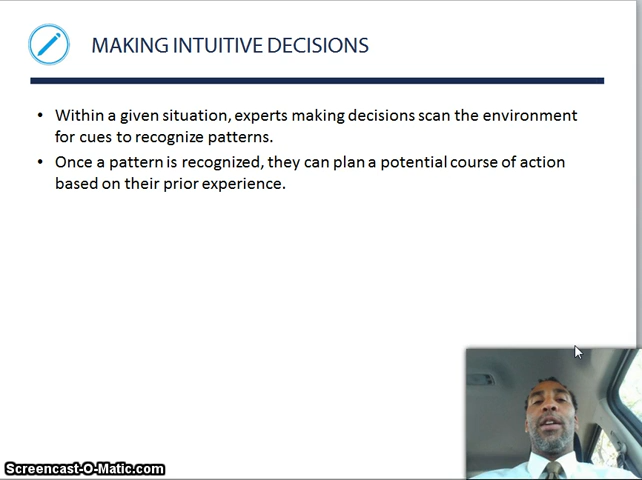 MAKING INTUITIVE DECISIONS
• Within a given situation, experts making decisions scan the environment
for cues to recognize patterns.
• Once a pattern is recognized, they can plan a potential course of action
based on their prior experience.
Screencast-O-Matic.com